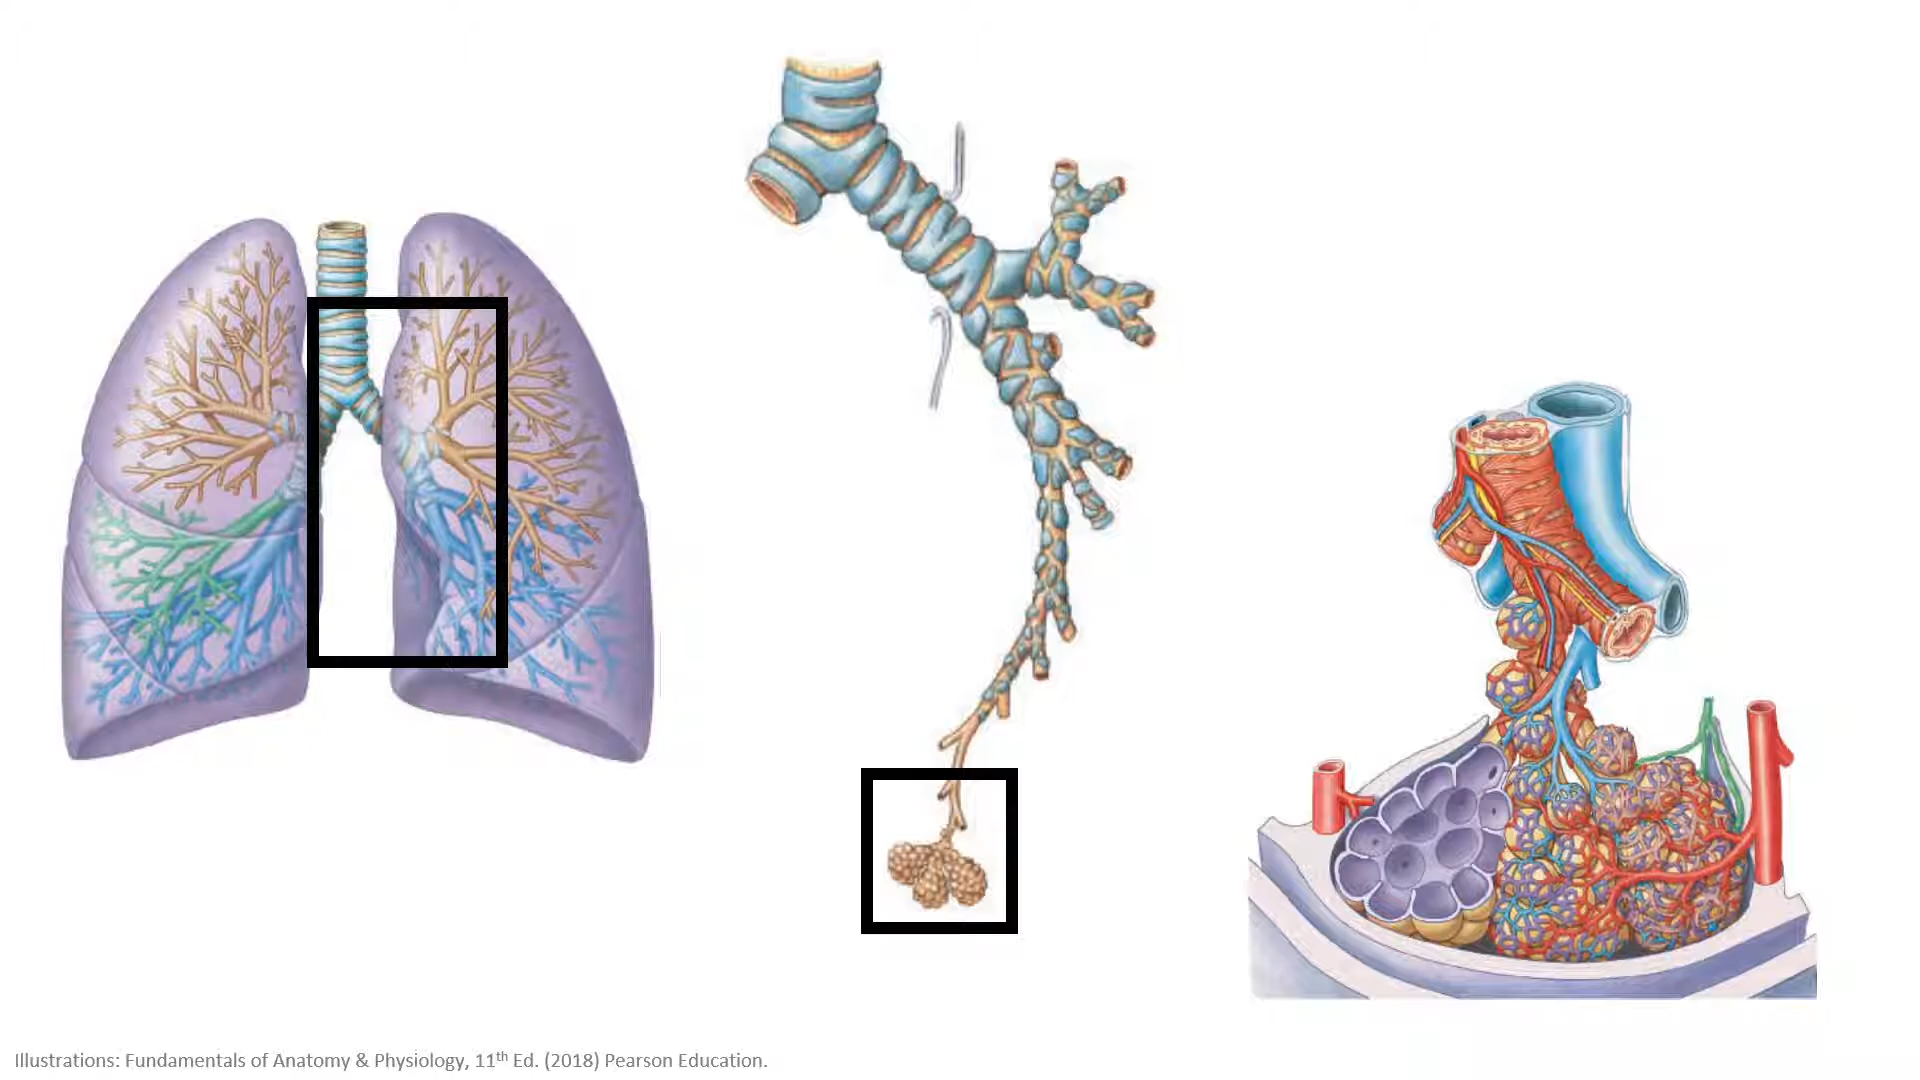 Illustrations: Fundamentals of Anatomy & Physiology, 11th Ed. (2018) Pearson Education.